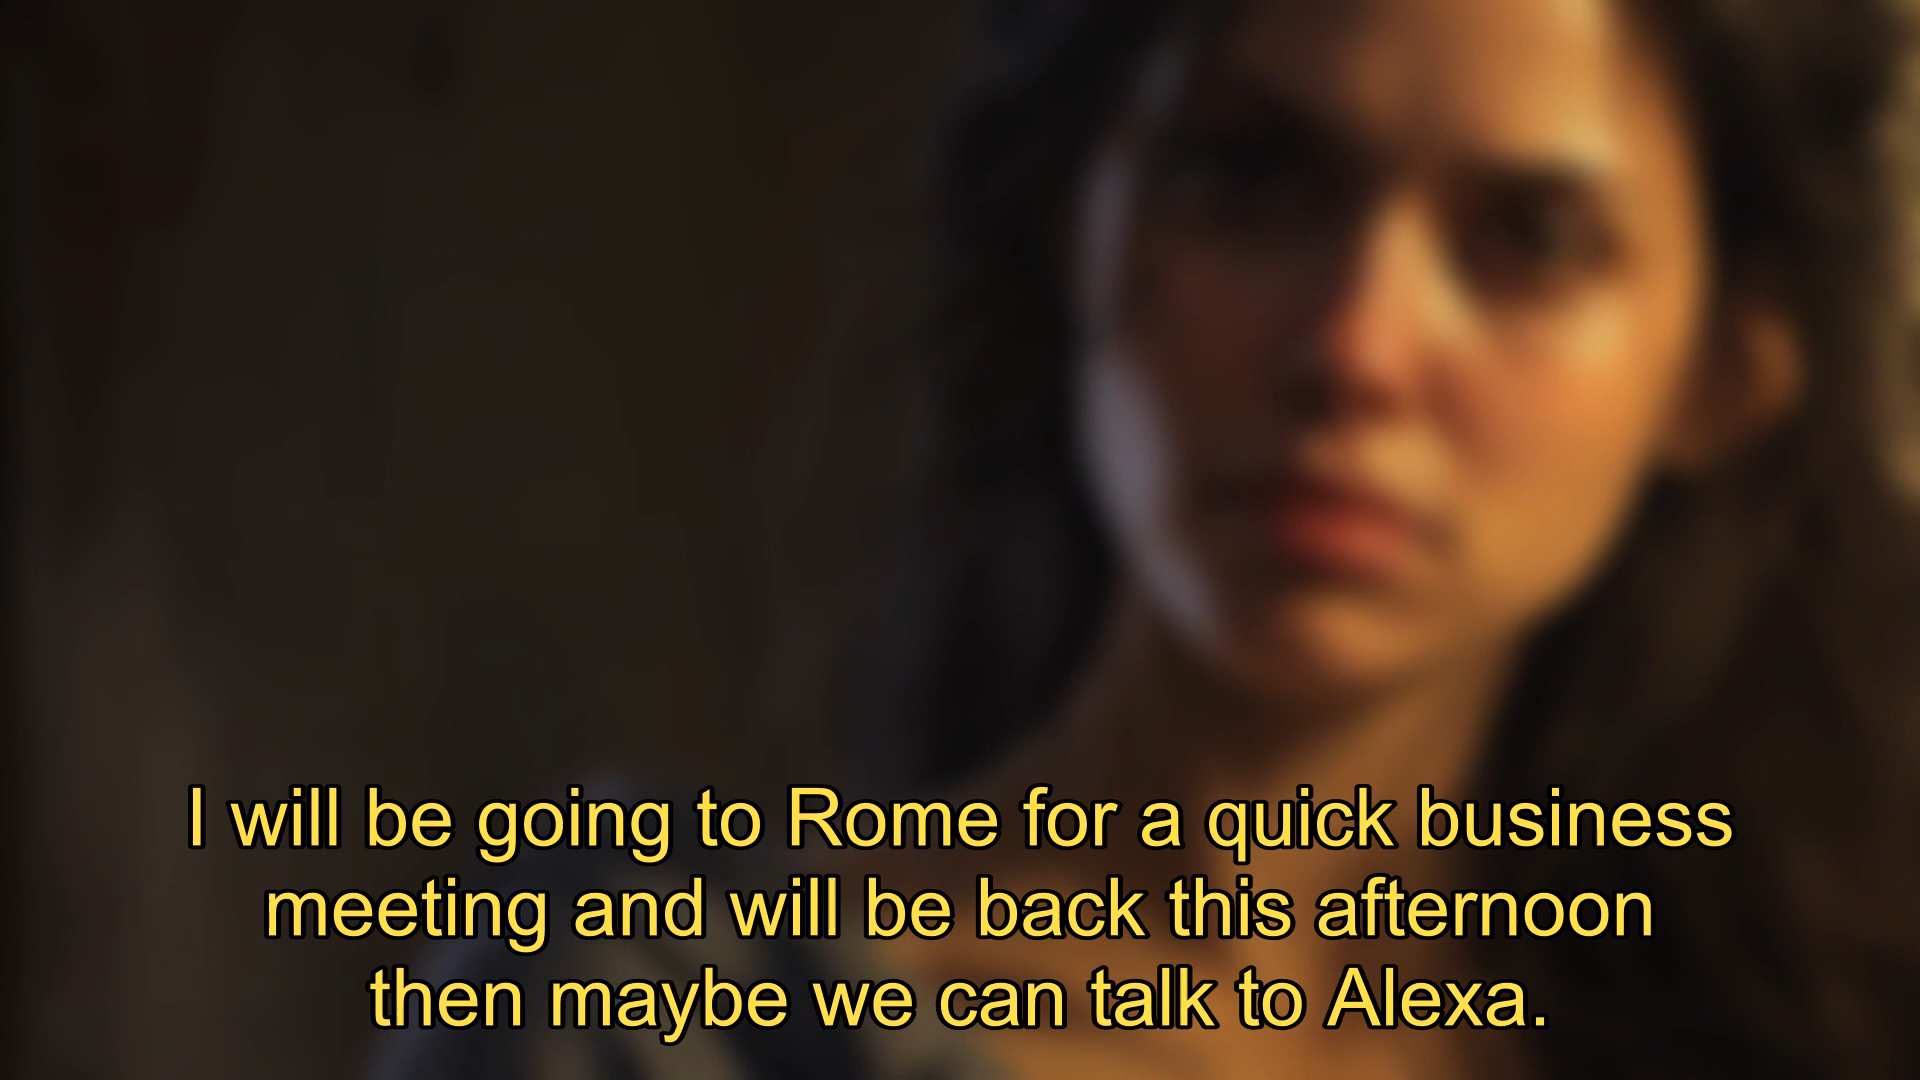 I will be going to Rome for a quick business
meeting and will be back this afternoon
then maybe we can talk to Alexa.